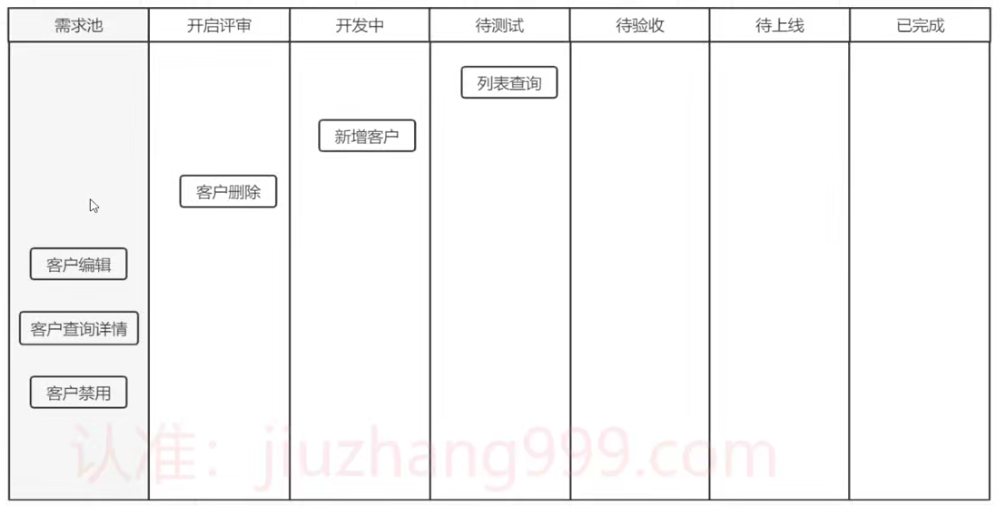 需求池
开启评审
开发中
待测试
待验收
待上线
已完成
列表查询
新增客户
客户删除
客户编辑
客户查询详情
客户禁用
认准：jiuzhang999.com